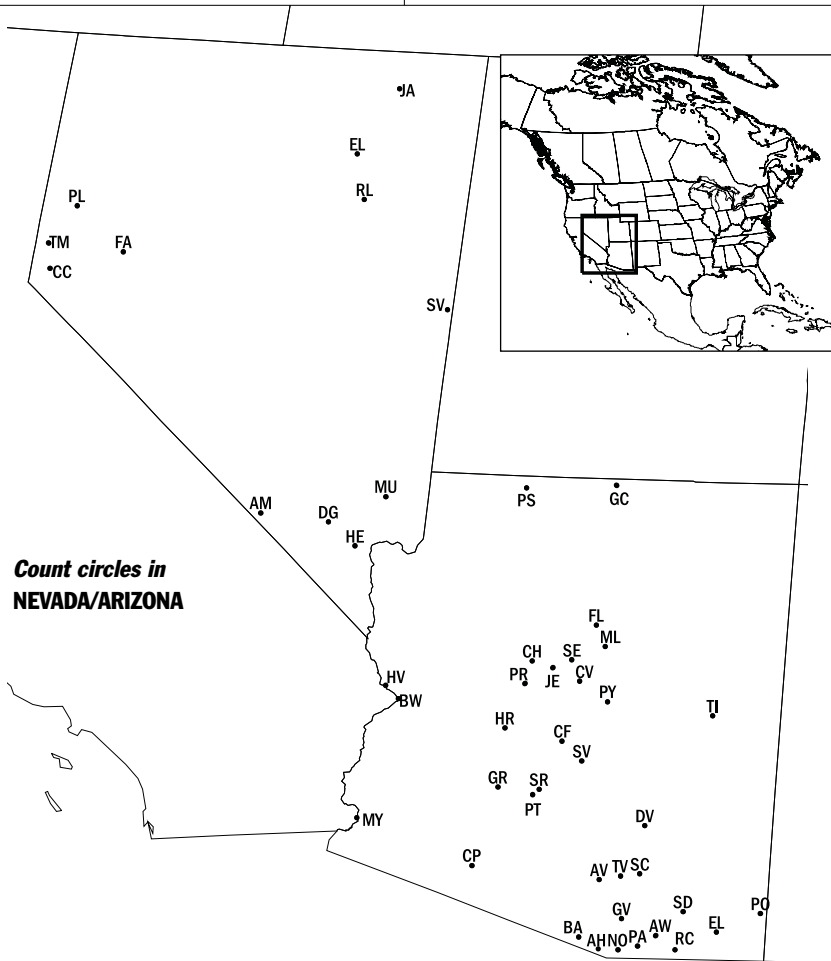 JA
EL
RL
PL
TM
FA
CC
SV
MU
AM
DG
HE
PS
GC
Count circles in
NEVADA/ARIZONA
FL
ML
CH
SE
PR
JE
CV
HV
BW
PY
TI
HR
CF
SV
GR
SR
PT
MY
DV
CP
AV
TV
SC
GV
SD
PO
BA
AH
NO
PA
AW
RC
EL